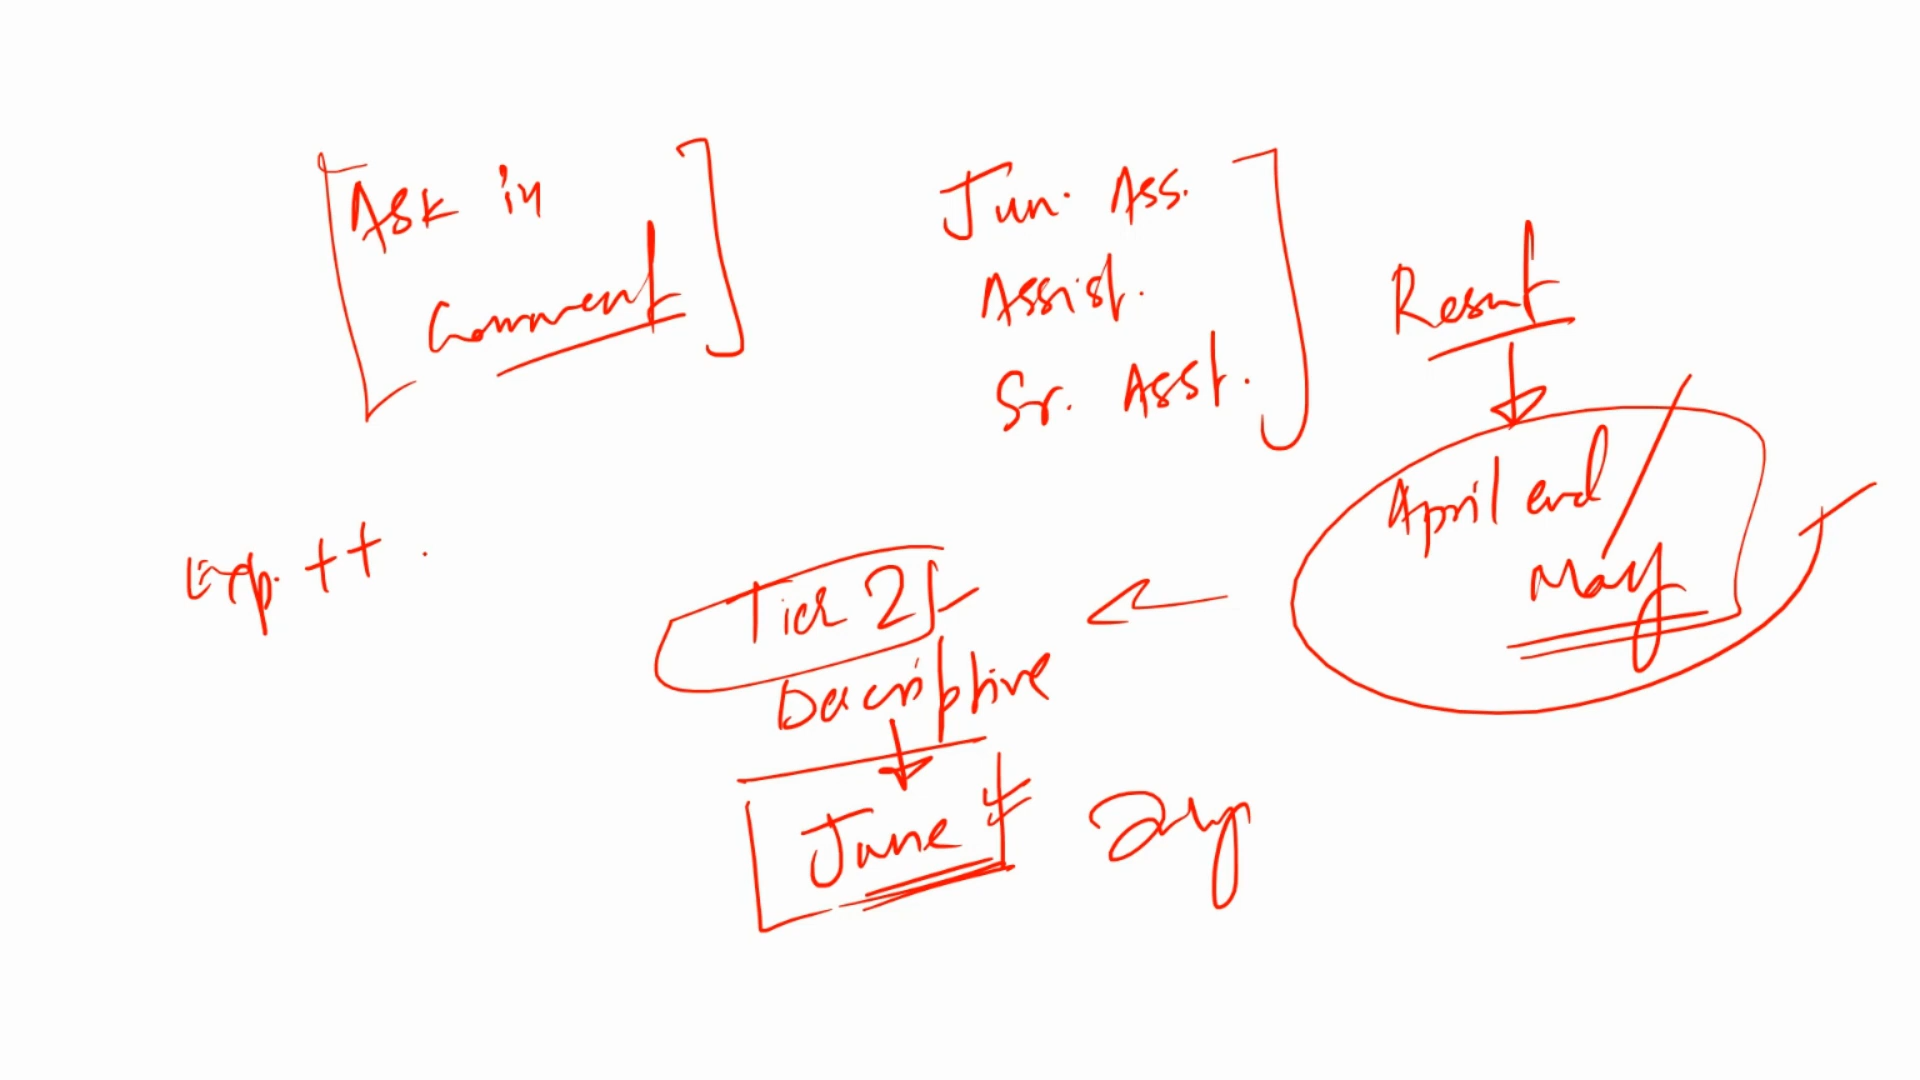 Ask in
Comment
Jun. Ass.
Assist.
Sr. Asst.
Result
April end /
May
Exp. ++.
Tier 2
Descriptive
June